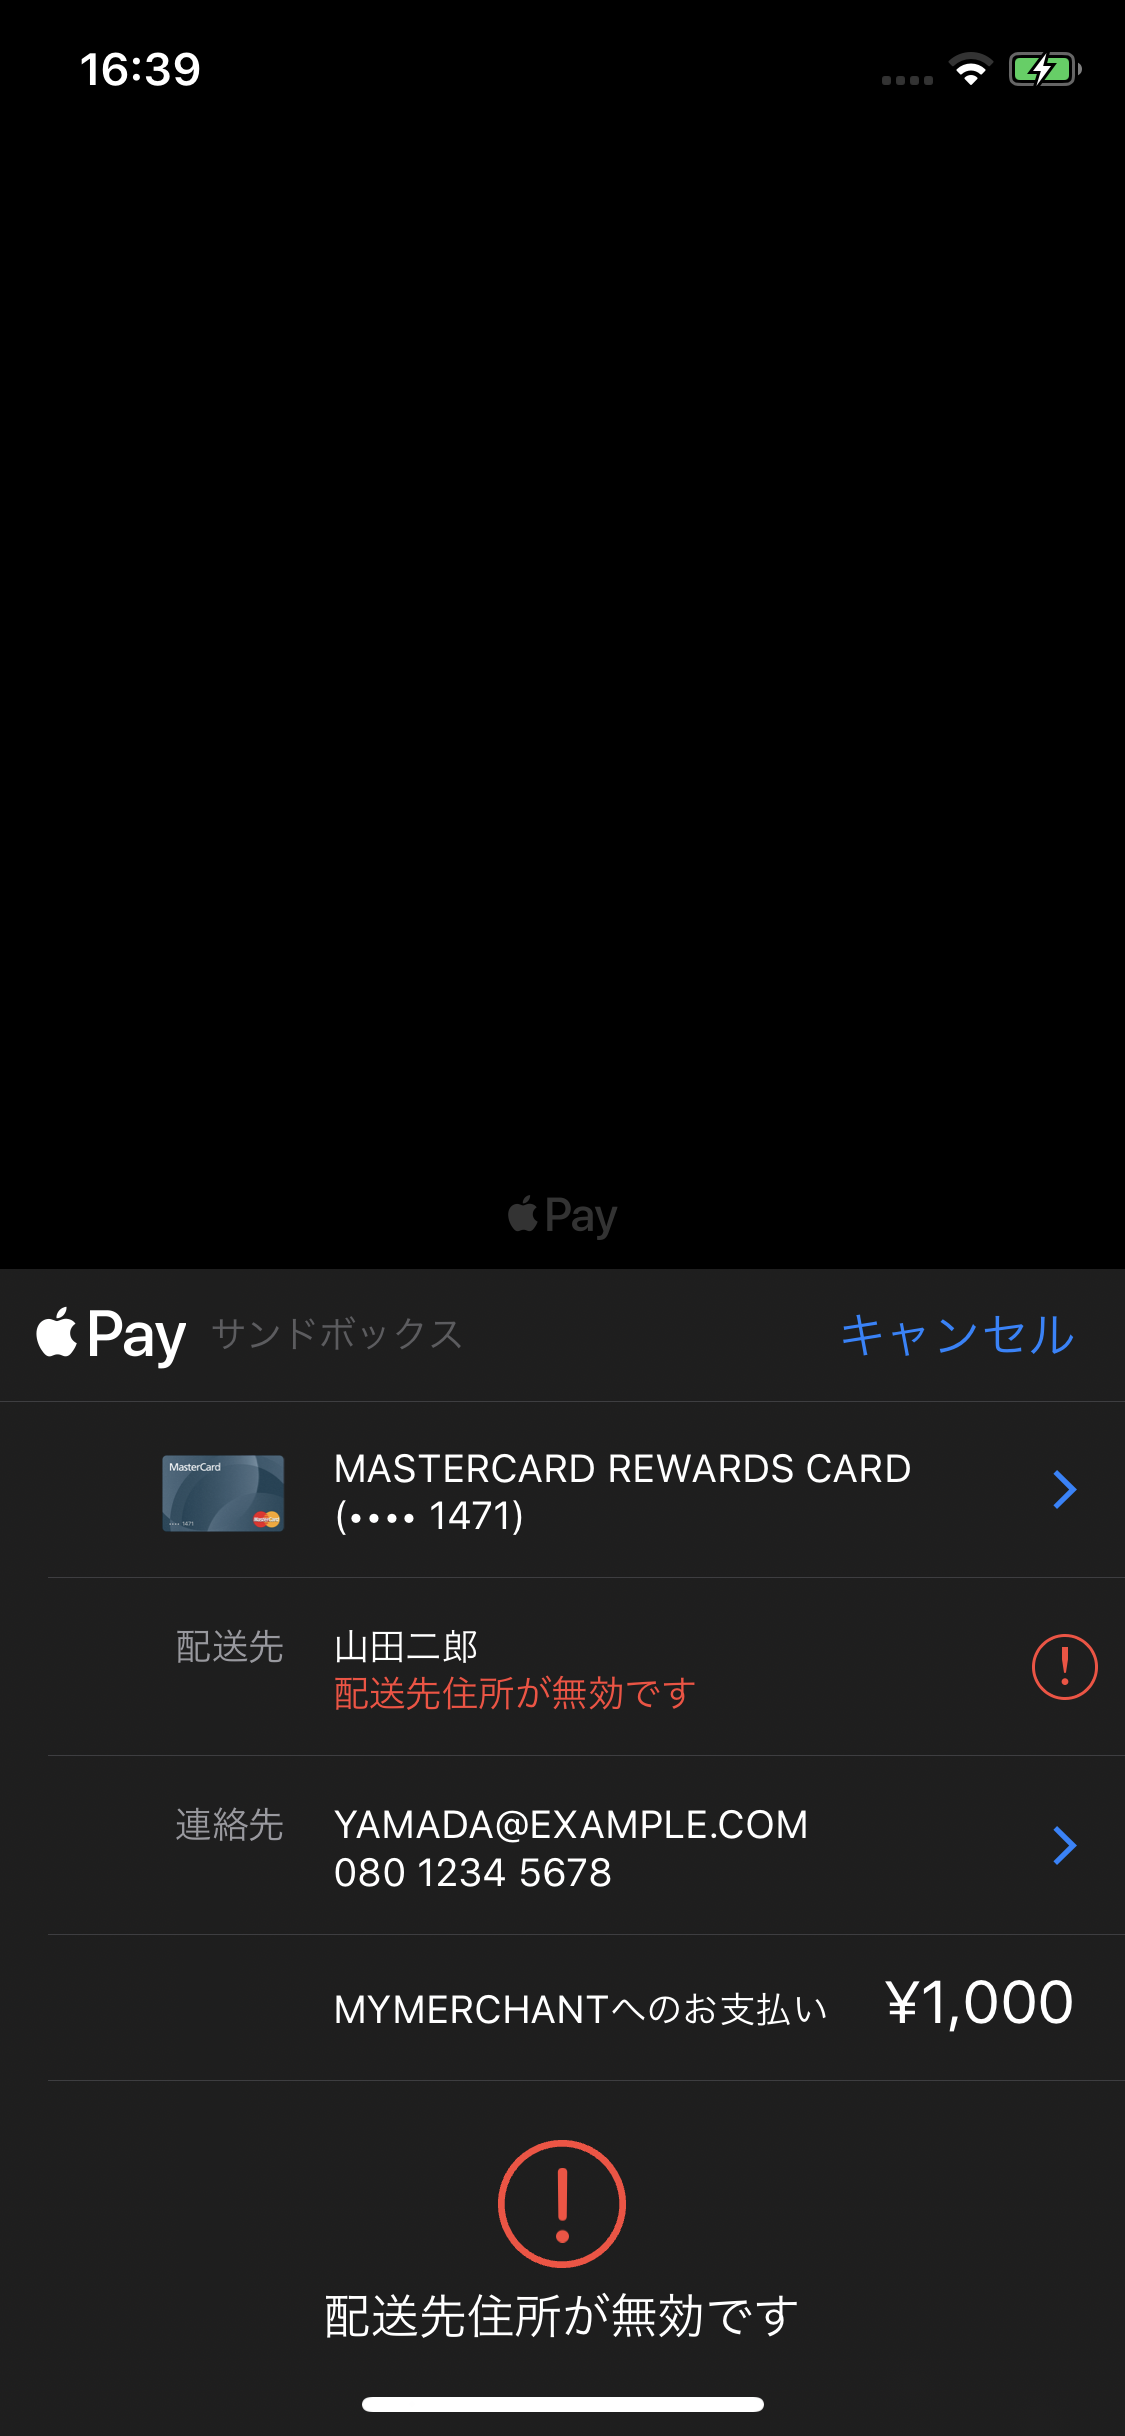 16:39
Pay
Pay サンドボックス キャンセル
MasterCard
MASTERCARD REWARDS CARD
(•••• 1471)
•••• 1471
MasterCard
配送先 山田二郎
配送先住所が無効です
連絡先 YAMADA@EXAMPLE.COM
080 1234 5678
MYMERCHANTへのお支払い ¥1,000
配送先住所が無効です